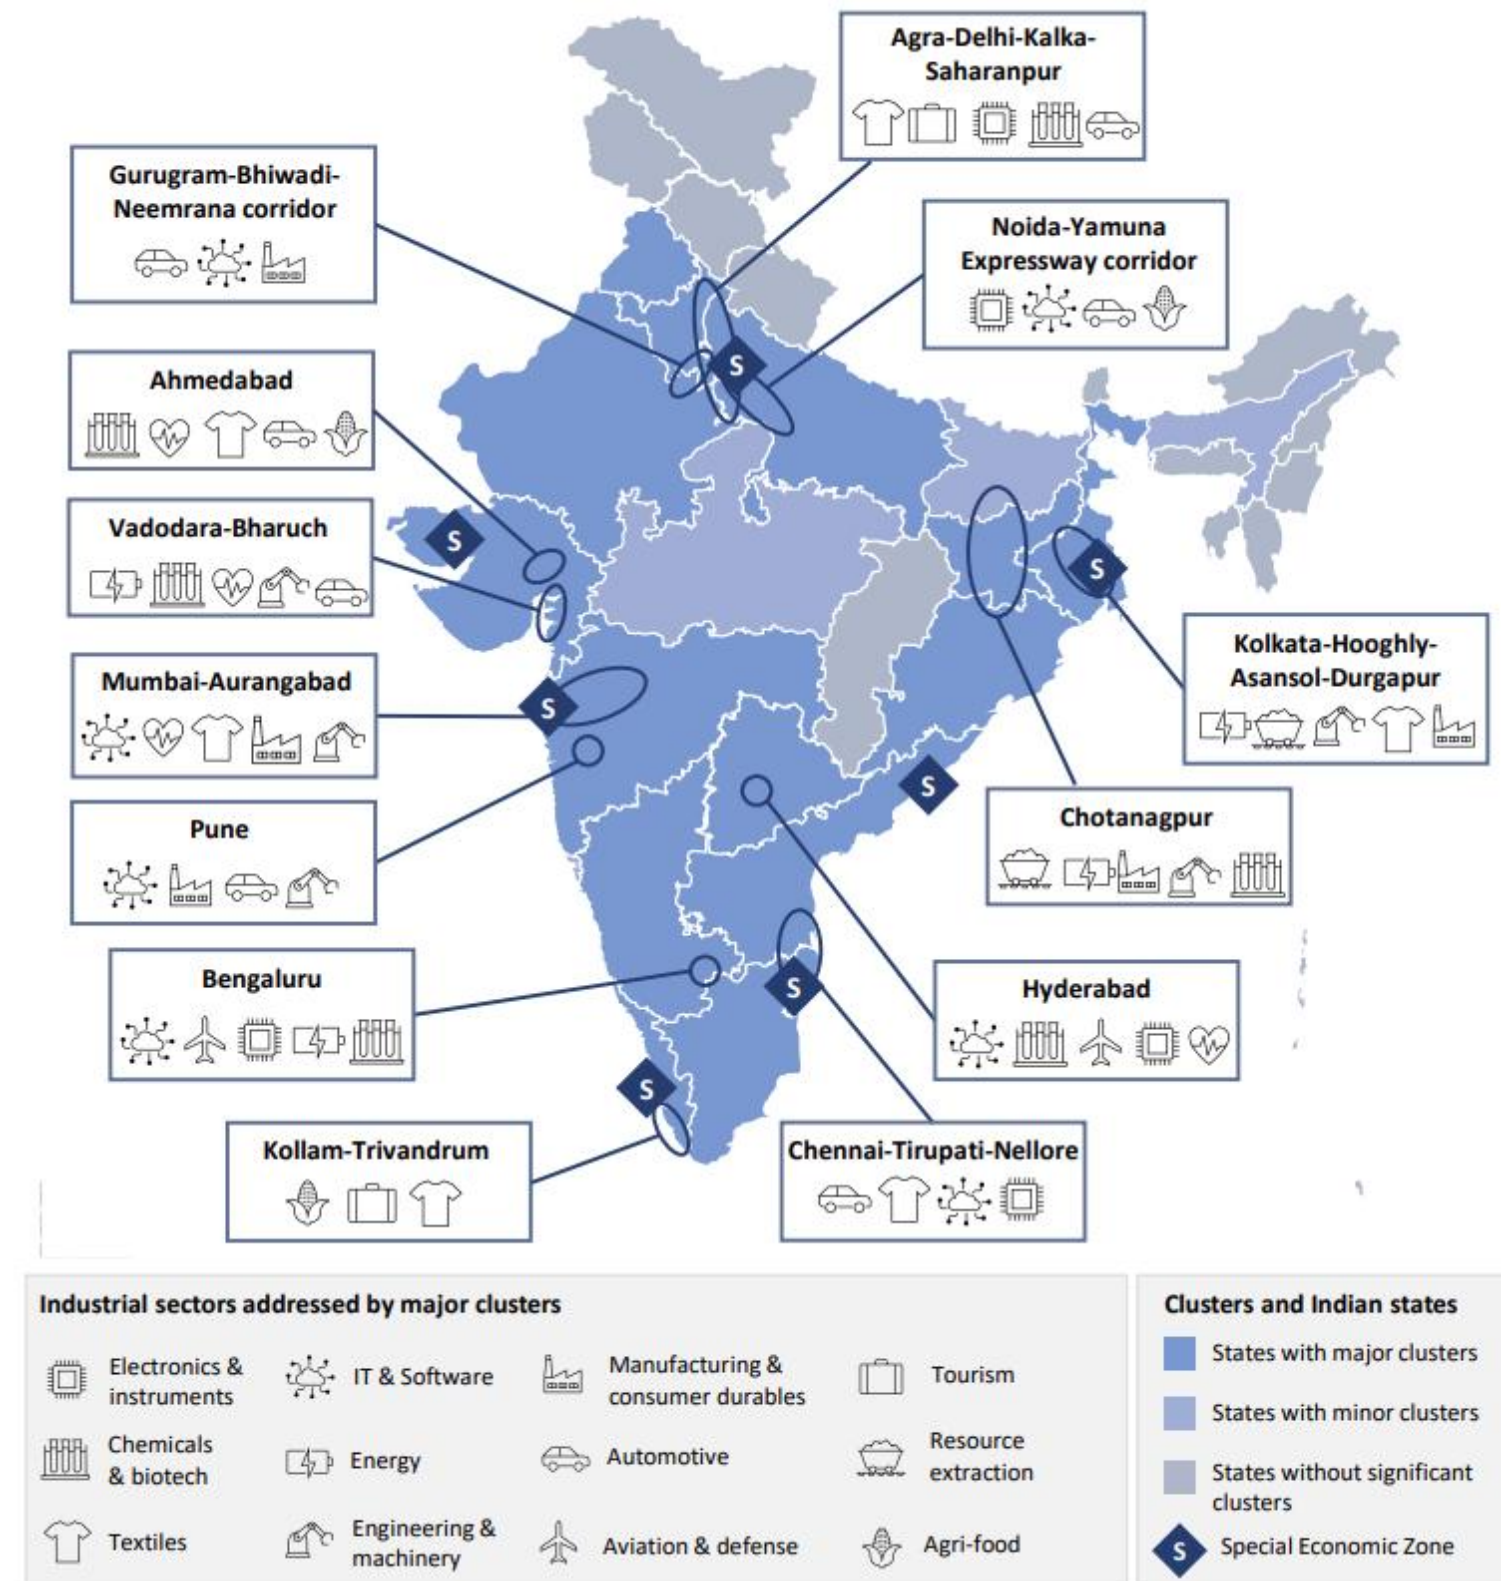 Agra-Delhi-Kalka-
Saharanpur
Gurugram-Bhiwadi-
Neemrana corridor
Noida-Yamuna
Expressway corridor
Ahmedabad
S
Vadodara-Bharuch
S
S
Kolkata-Hooghly-
Asansol-Durgapur
Mumbai-Aurangabad
S
S
Pune
Chotanagpur
Bengaluru
S
Hyderabad
S
Kollam-Trivandrum
Chennai-Tirupati-Nellore
Industrial sectors addressed by major clusters
Electronics &
instruments
IT & Software
Manufacturing &
consumer durables
Tourism
Chemicals
& biotech
Energy
Automotive
Resource
extraction
Textiles
Engineering &
machinery
Aviation & defense
Agri-food
Clusters and Indian states
States with major clusters
States with minor clusters
States without significant
clusters
S
Special Economic Zone